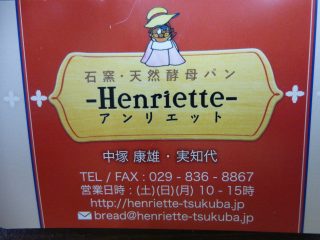 石窯・天然酵母パン
-Henriette-
アンリエット
中塚 康雄・実知代
TEL / FAX : 029 - 836 - 8867
営業日時 : (土)(日)(月) 10 - 15時
http://henriette-tsukuba.jp
bread@henriette-tsukuba.jp